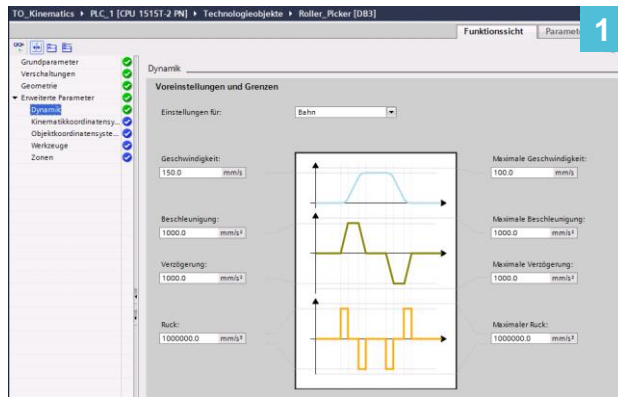 TO_Kinematics ▸ PLC_1 [CPU 1515T-2 PN] ▸ Technologieobjekte ▸ Roller_Picker [DB3]
Funktionssicht
1
Grundparameter
Verschaltungen
Geometrie
Erweiterte Parameter
Dynamik
Kinematikkoordinatensy...
Objektkoordinatensyste...
Werkzeuge
Zonen
Dynamik
Voreinstellungen und Grenzen
Einstellungen für:
Bahn
Geschwindigkeit:
Maximale Geschwindigkeit:
150.0 mm/s
100.0 mm/s
Beschleunigung:
Maximale Beschleunigung:
1000.0 mm/s²
1000.0 mm/s²
Verzögerung:
Maximale Verzögerung:
1000.0 mm/s²
1000.0 mm/s²
Ruck:
Maximaler Ruck:
1000000.0 mm/s³
1000000.0 mm/s³